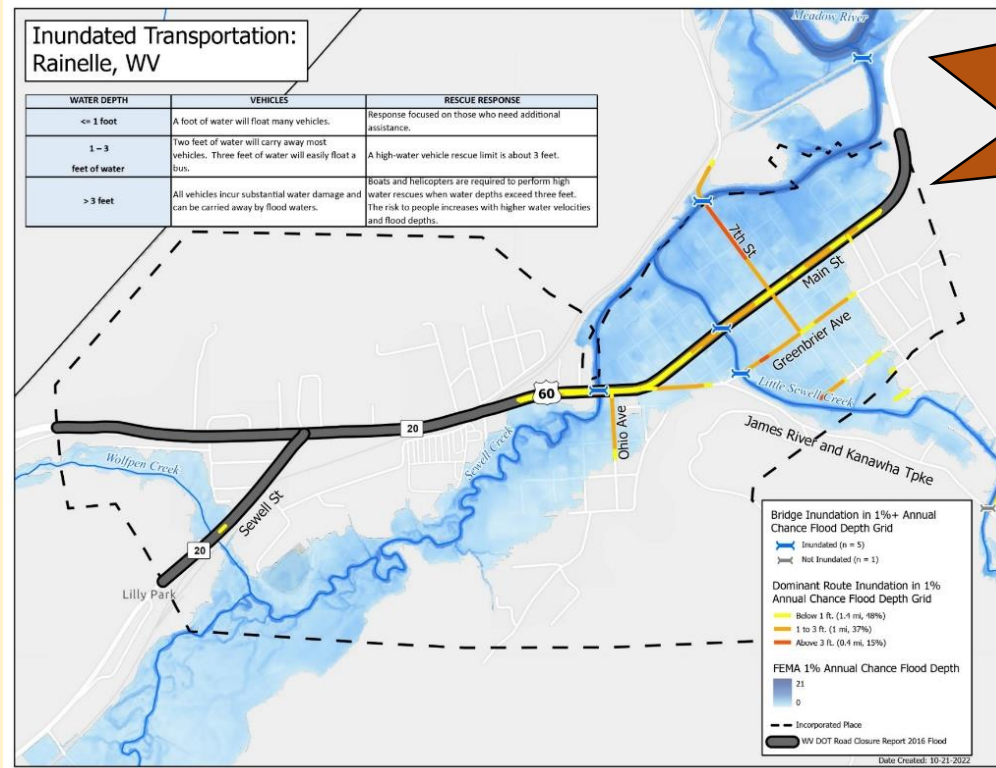 Inundated Transportation:
Rainelle, WV
WATER DEPTH VEHICLES RESCUE RESPONSE
<= 1 foot
A foot of water will float many vehicles.
Response focused on those who need additional
assistance.
1 – 3
feet of water
Two feet of water will carry away most
vehicles. Three feet of water will easily float a
bus.
A high-water vehicle rescue limit is about 3 feet.
> 3 feet
All vehicles incur substantial water damage and
can be carried away by flood waters.
Boats and helicopters are required to perform high
water rescues when water depths exceed three feet.
The risk to people increases with higher water velocities
and flood depths.
Meadow River
7th St
Main St
Greenbrier Ave
Little Sewell Creek
James River and Kanawha Tpke
60
20
Ohio Ave
Sewell Creek
Wolfpen Creek
Sewell St
20
Lilly Park
Bridge Inundation in 1%+ Annual
Chance Flood Depth Grid
Inundated (n = 5)
Not Inundated (n = 1)
Dominant Route Inundation in 1%
Annual Chance Flood Depth Grid
Below 1 ft. (1.4 mi, 48%)
1 to 3 ft. (1 mi, 37%)
Above 3 ft. (0.4 mi, 15%)
FEMA 1% Annual Chance Flood Depth
21
0
Incorporated Place
WV DOT Road Closure Report 2016 Flood
Date Created: 10-21-2022